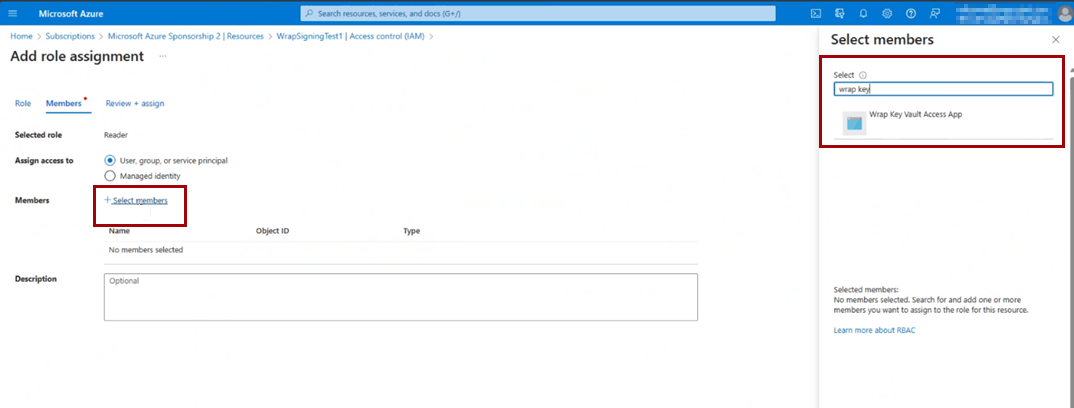 Microsoft Azure
Search resources, services, and docs (G+/)
Home > Subscriptions > Microsoft Azure Sponsorship 2 | Resources > WrapSigningTest1 | Access control (IAM) >
Add role assignment ...
Role Members * Review + assign
Selected role Reader
Assign access to User, group, or service principal
Managed identity
Members + Select members
Name Object ID Type
No members selected
Description Optional
Select members
Select
wrap key
Wrap Key Vault Access App
Selected members:
No members selected. Search for and add one or more
members you want to assign to the role for this resource.
Learn more about RBAC